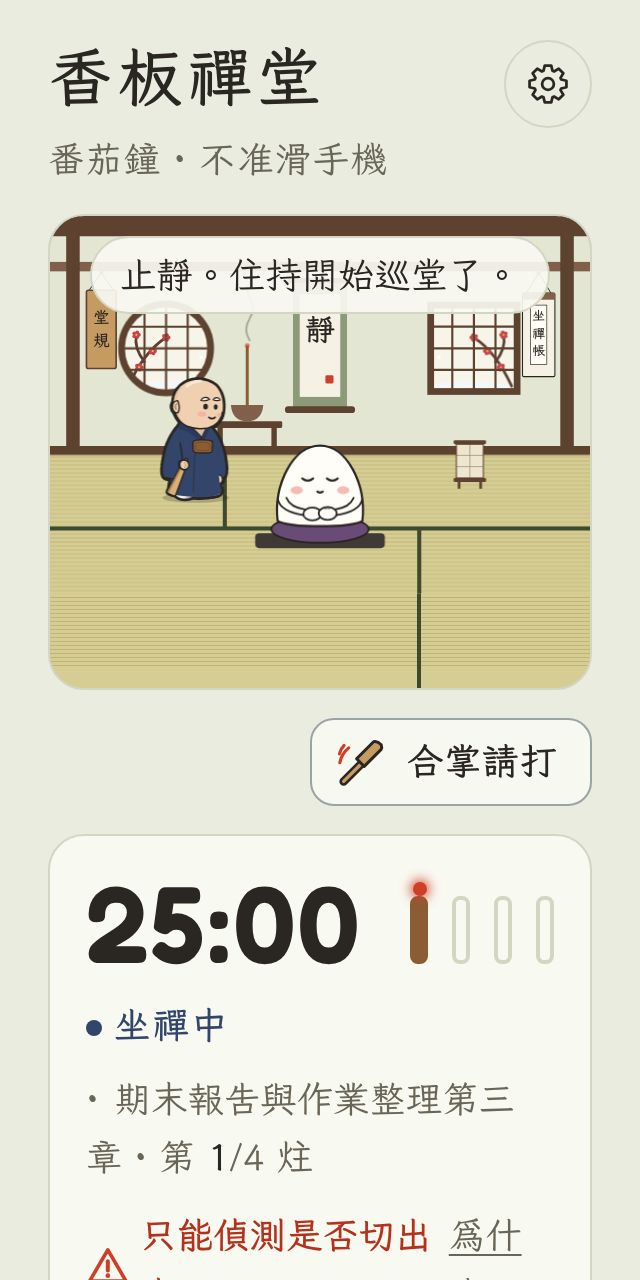 香板禪堂
番茄鐘・不准滑手機
止靜。住持開始巡堂了。
堂規
靜
坐禪帳
合掌請打
25:00
坐禪中
・ 期末報告與作業整理第三
章・第 1/4 炷
只能偵測是否切出 為什